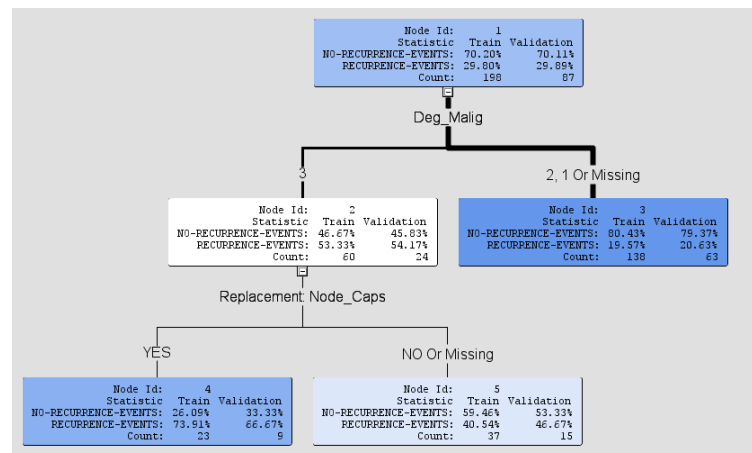 Node Id: 1
Statistic Train Validation
NO-RECURRENCE-EVENTS: 70.20% 70.11%
RECURRENCE-EVENTS: 29.80% 29.89%
Count: 198 87
Deg_Malig
3
2, 1 Or Missing
Node Id: 2
Statistic Train Validation
NO-RECURRENCE-EVENTS: 46.67% 45.83%
RECURRENCE-EVENTS: 53.33% 54.17%
Count: 60 24
Node Id: 3
Statistic Train Validation
NO-RECURRENCE-EVENTS: 80.43% 79.37%
RECURRENCE-EVENTS: 19.57% 20.63%
Count: 138 63
Replacement: Node_Caps
YES
NO Or Missing
Node Id: 4
Statistic Train Validation
NO-RECURRENCE-EVENTS: 26.09% 33.33%
RECURRENCE-EVENTS: 73.91% 66.67%
Count: 23 9
Node Id: 5
Statistic Train Validation
NO-RECURRENCE-EVENTS: 59.46% 53.33%
RECURRENCE-EVENTS: 40.54% 46.67%
Count: 37 15